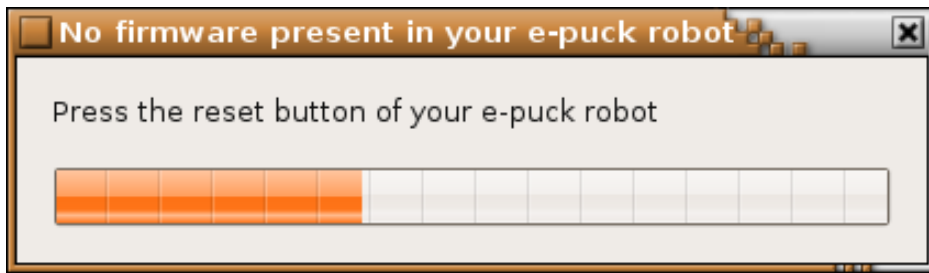 No firmware present in your e-puck robot
Press the reset button of your e-puck robot